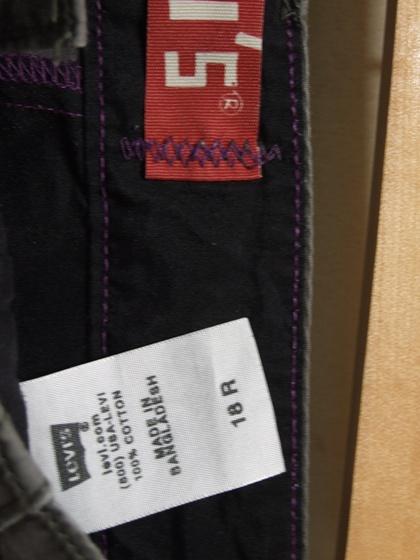 'S®
LEVI'S®
levi.com
(800) USA-LEVI
100% COTTON
MADE IN
BANGLADESH
18 R